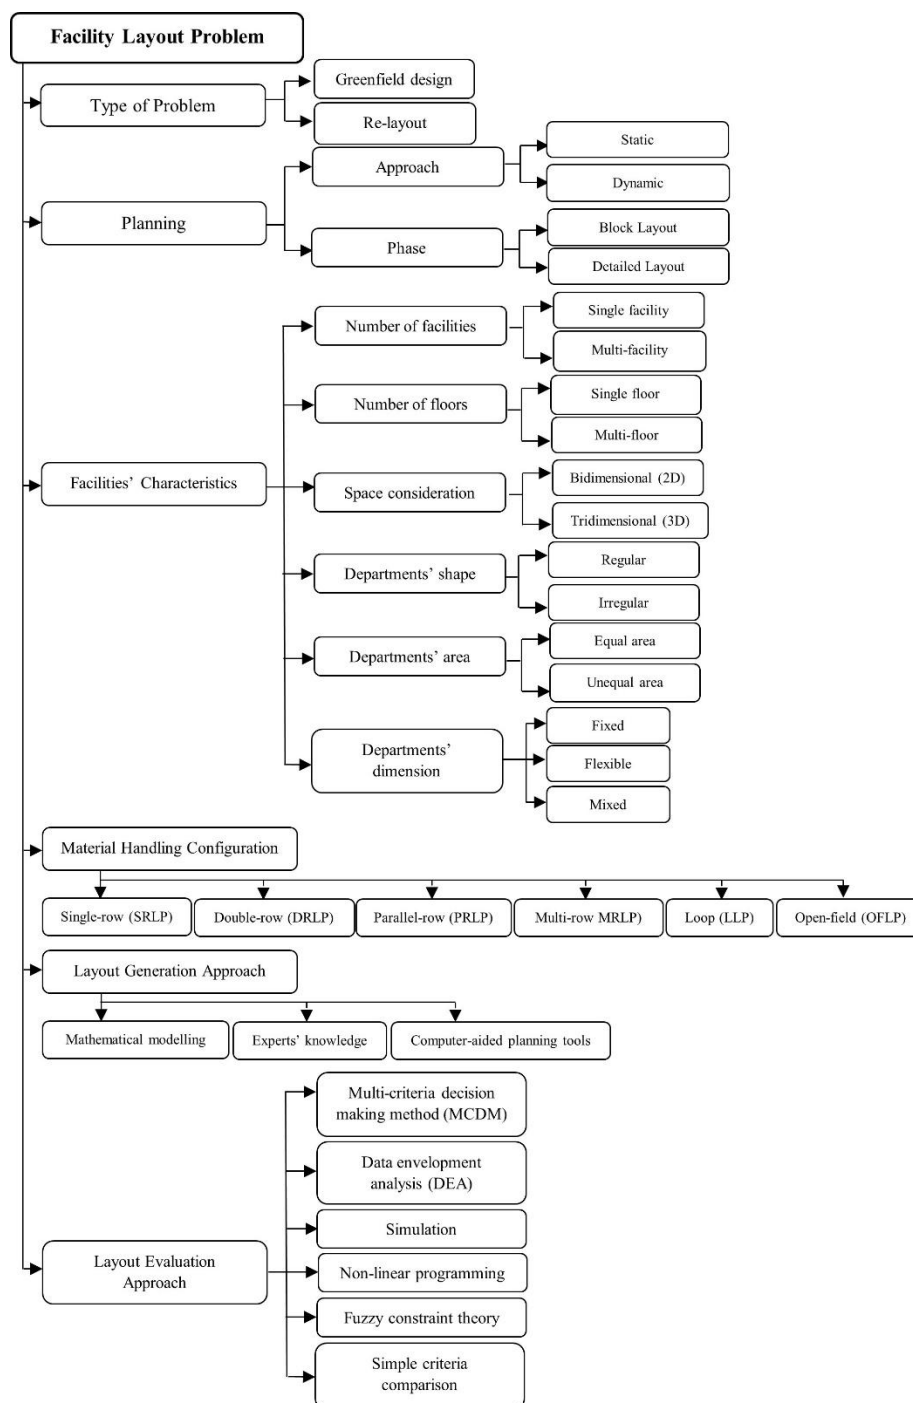 Facility Layout Problem
Type of Problem
Greenfield design
Re-layout
Planning
Approach
Static
Dynamic
Phase
Block Layout
Detailed Layout
Facilities’ Characteristics
Number of facilities
Single facility
Multi-facility
Number of floors
Single floor
Multi-floor
Space consideration
Bidimensional (2D)
Tridimensional (3D)
Departments’ shape
Regular
Irregular
Departments’ area
Equal area
Unequal area
Departments’
dimension
Fixed
Flexible
Mixed
Material Handling Configuration
Single-row (SRLP)
Double-row (DRLP)
Parallel-row (PRLP)
Multi-row MRLP)
Loop (LLP)
Open-field (OFLP)
Layout Generation Approach
Mathematical modelling
Experts’ knowledge
Computer-aided planning tools
Layout Evaluation
Approach
Multi-criteria decision
making method (MCDM)
Data envelopment
analysis (DEA)
Simulation
Non-linear programming
Fuzzy constraint theory
Simple criteria
comparison